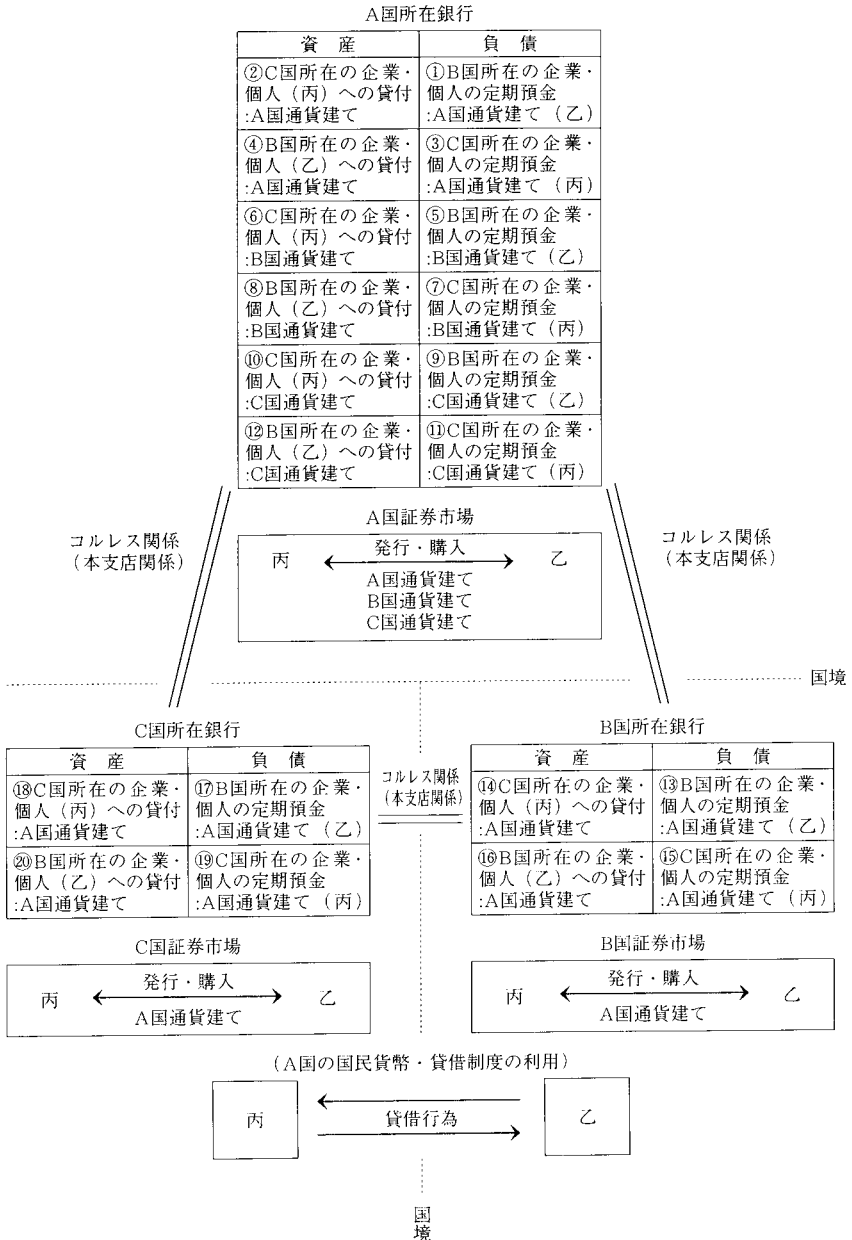 A国所在銀行
資産 負債
②C国所在の企業・
個人（丙）への貸付
:A国通貨建て
①B国所在の企業・
個人の定期預金
:A国通貨建て（乙）
④B国所在の企業・
個人（乙）への貸付
:A国通貨建て
③C国所在の企業・
個人の定期預金
:A国通貨建て（丙）
⑥C国所在の企業・
個人（丙）への貸付
:B国通貨建て
⑤B国所在の企業・
個人の定期預金
:B国通貨建て（乙）
⑧B国所在の企業・
個人（乙）への貸付
:B国通貨建て
⑦C国所在の企業・
個人の定期預金
:B国通貨建て（丙）
⑩C国所在の企業・
個人（丙）への貸付
:C国通貨建て
⑨B国所在の企業・
個人の定期預金
:C国通貨建て（乙）
⑫B国所在の企業・
個人（乙）への貸付
:C国通貨建て
⑪C国所在の企業・
個人の定期預金
:C国通貨建て（丙）
コルレス関係
（本支店関係）
A国証券市場
丙 発行・購入 乙
A国通貨建て
B国通貨建て
C国通貨建て
コルレス関係
（本支店関係）
国境
C国所在銀行
資産 負債
⑱C国所在の企業・
個人（丙）への貸付
:A国通貨建て
⑰B国所在の企業・
個人の定期預金
:A国通貨建て（乙）
⑳B国所在の企業・
個人（乙）への貸付
:A国通貨建て
⑲C国所在の企業・
個人の定期預金
:A国通貨建て（丙）
コルレス関係
（本支店関係）
B国所在銀行
資産 負債
⑭C国所在の企業・
個人（丙）への貸付
:A国通貨建て
⑬B国所在の企業・
個人の定期預金
:A国通貨建て（乙）
⑯B国所在の企業・
個人（乙）への貸付
:A国通貨建て
⑮C国所在の企業・
個人の定期預金
:A国通貨建て（丙）
C国証券市場
丙 発行・購入 乙
A国通貨建て
B国証券市場
丙 発行・購入 乙
A国通貨建て
（A国の国民貨幣・貸借制度の利用）
丙 貸借行為 乙
国境